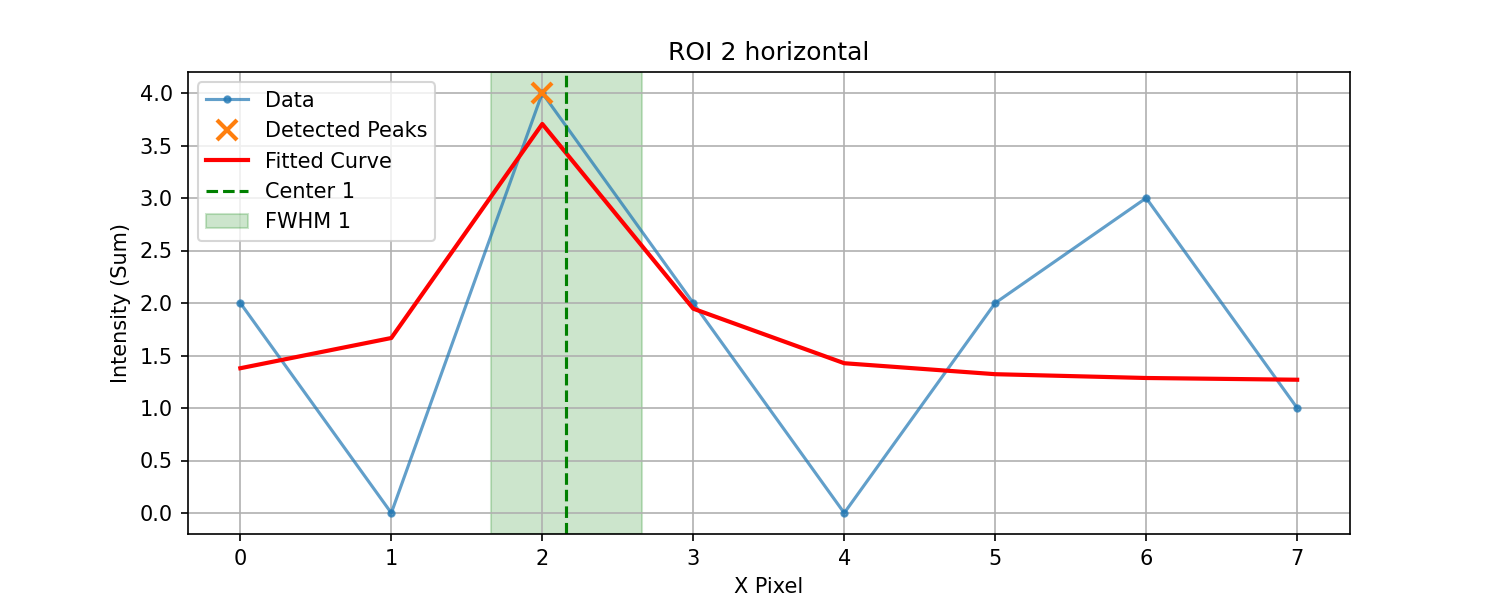 ROI 2 horizontal
Data
Detected Peaks
Fitted Curve
Center 1
FWHM 1
Intensity (Sum)
4.0
3.5
3.0
2.5
2.0
1.5
1.0
0.5
0.0
0 1 2 3 4 5 6 7
X Pixel